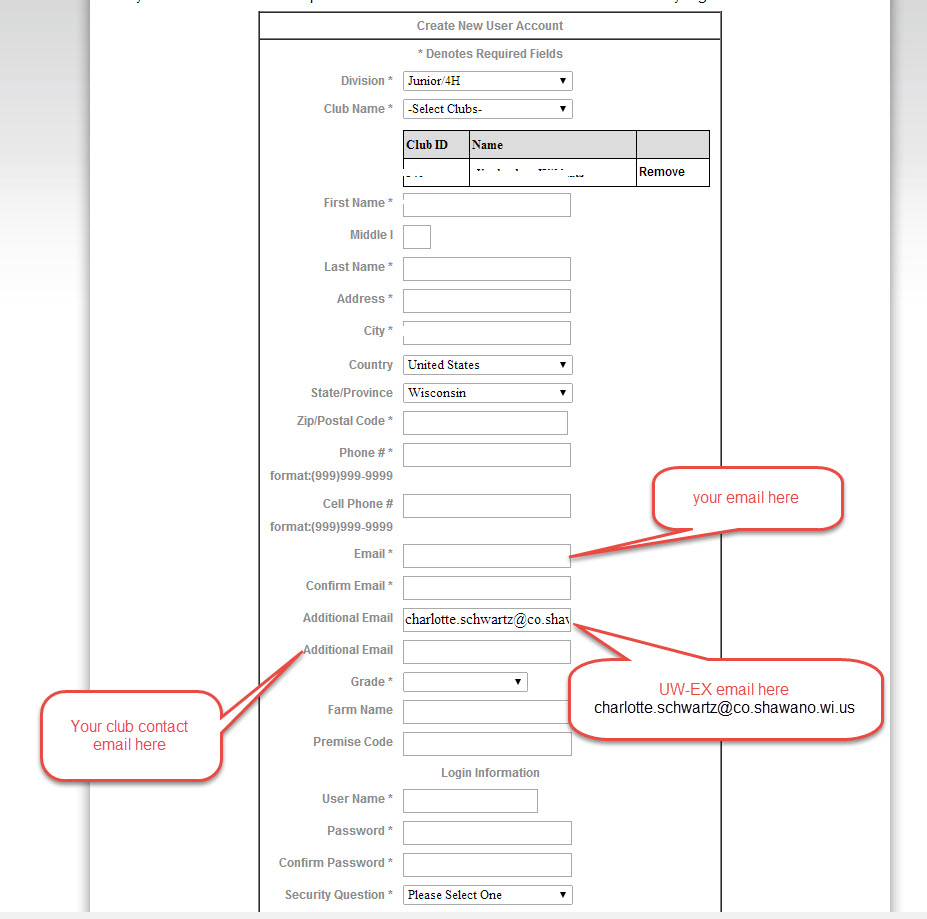 Create New User Account
* Denotes Required Fields
Division * Junior/4H
Club Name * -Select Clubs-
Club ID Name
Remove
First Name *
Middle I
Last Name *
Address *
City *
Country United States
State/Province Wisconsin
Zip/Postal Code *
Phone # *
format:(999)999-9999
Cell Phone #
format:(999)999-9999
your email here
Email *
Confirm Email *
Additional Email charlotte.schwartz@co.shaw
Additional Email
Grade *
UW-EX email here
charlotte.schwartz@co.shawano.wi.us
Farm Name
Your club contact
email here
Premise Code
Login Information
User Name *
Password *
Confirm Password *
Security Question * Please Select One